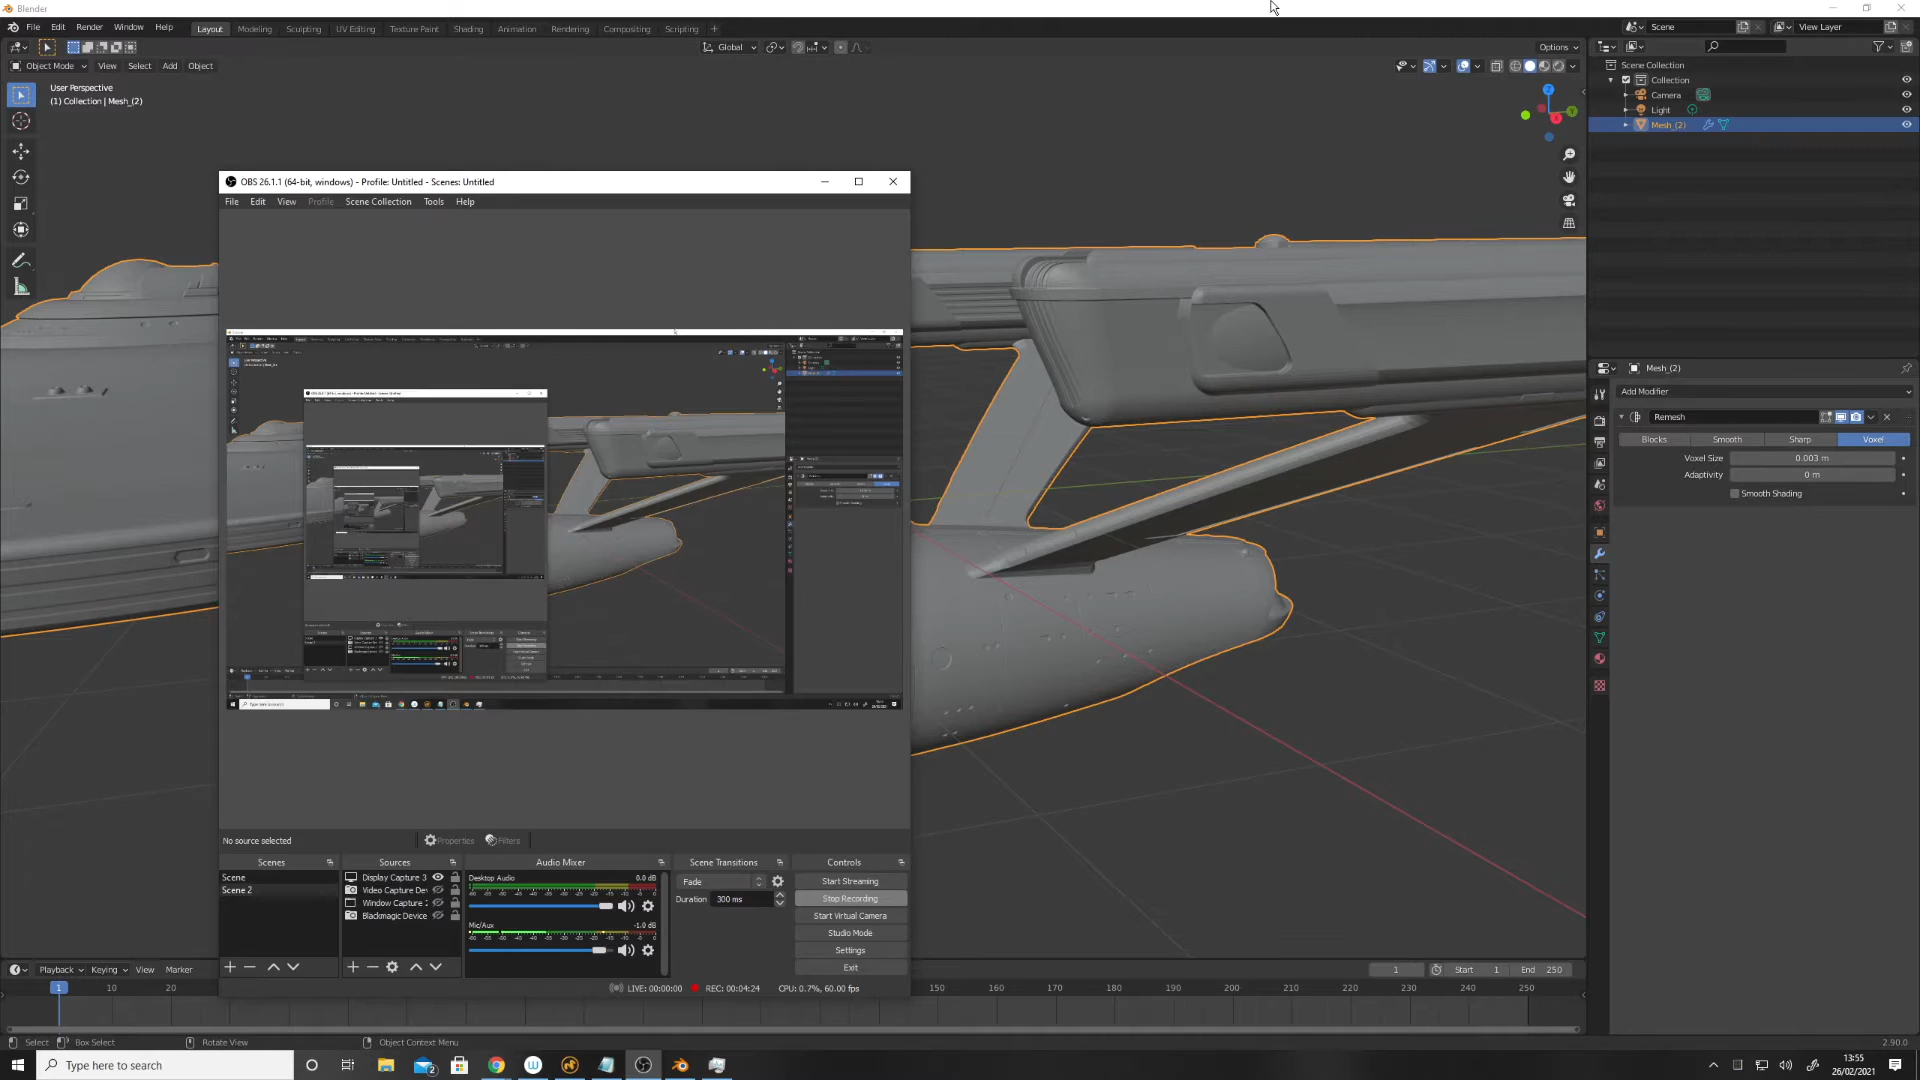 Blender
File Edit Render Window Help
Layout Modeling Sculpting UV Editing Texture Paint Shading Animation Rendering Compositing Scripting +
Scene
View Layer
Global
Options
Object Mode View Select Add Object
User Perspective
(1) Collection | Mesh_(2)
Z
Y
X
Scene Collection
Collection
Camera
Light
Mesh_(2)
OBS 26.1.1 (64-bit, windows) - Profile: Untitled - Scenes: Untitled
File Edit View Profile Scene Collection Tools Help
Mesh_(2)
Add Modifier
Remesh
Blocks Smooth Sharp Voxel
Voxel Size 0.003 m
Adaptivity 0 m
Smooth Shading
No source selected
Properties Filters
Scenes Sources Audio Mixer Scene Transitions Controls
Scene
Scene 2
Display Capture 3
Video Capture Dev
Window Capture 2
Blackmagic Device
Desktop Audio 0.0 dB
Mic/Aux -1.0 dB
Fade
Duration 300 ms
Start Streaming
Stop Recording
Start Virtual Camera
Studio Mode
Settings
Exit
LIVE: 00:00:00 REC: 00:04:24 CPU: 0.7%, 60.00 fps
Playback Keying View Marker
1 Start 1 End 250
1 10 20 150 160 170 180 190 200 210 220 230 240 250
Select Box Select Rotate View Object Context Menu
2.90.0
Type here to search
2
13:55
26/02/2021